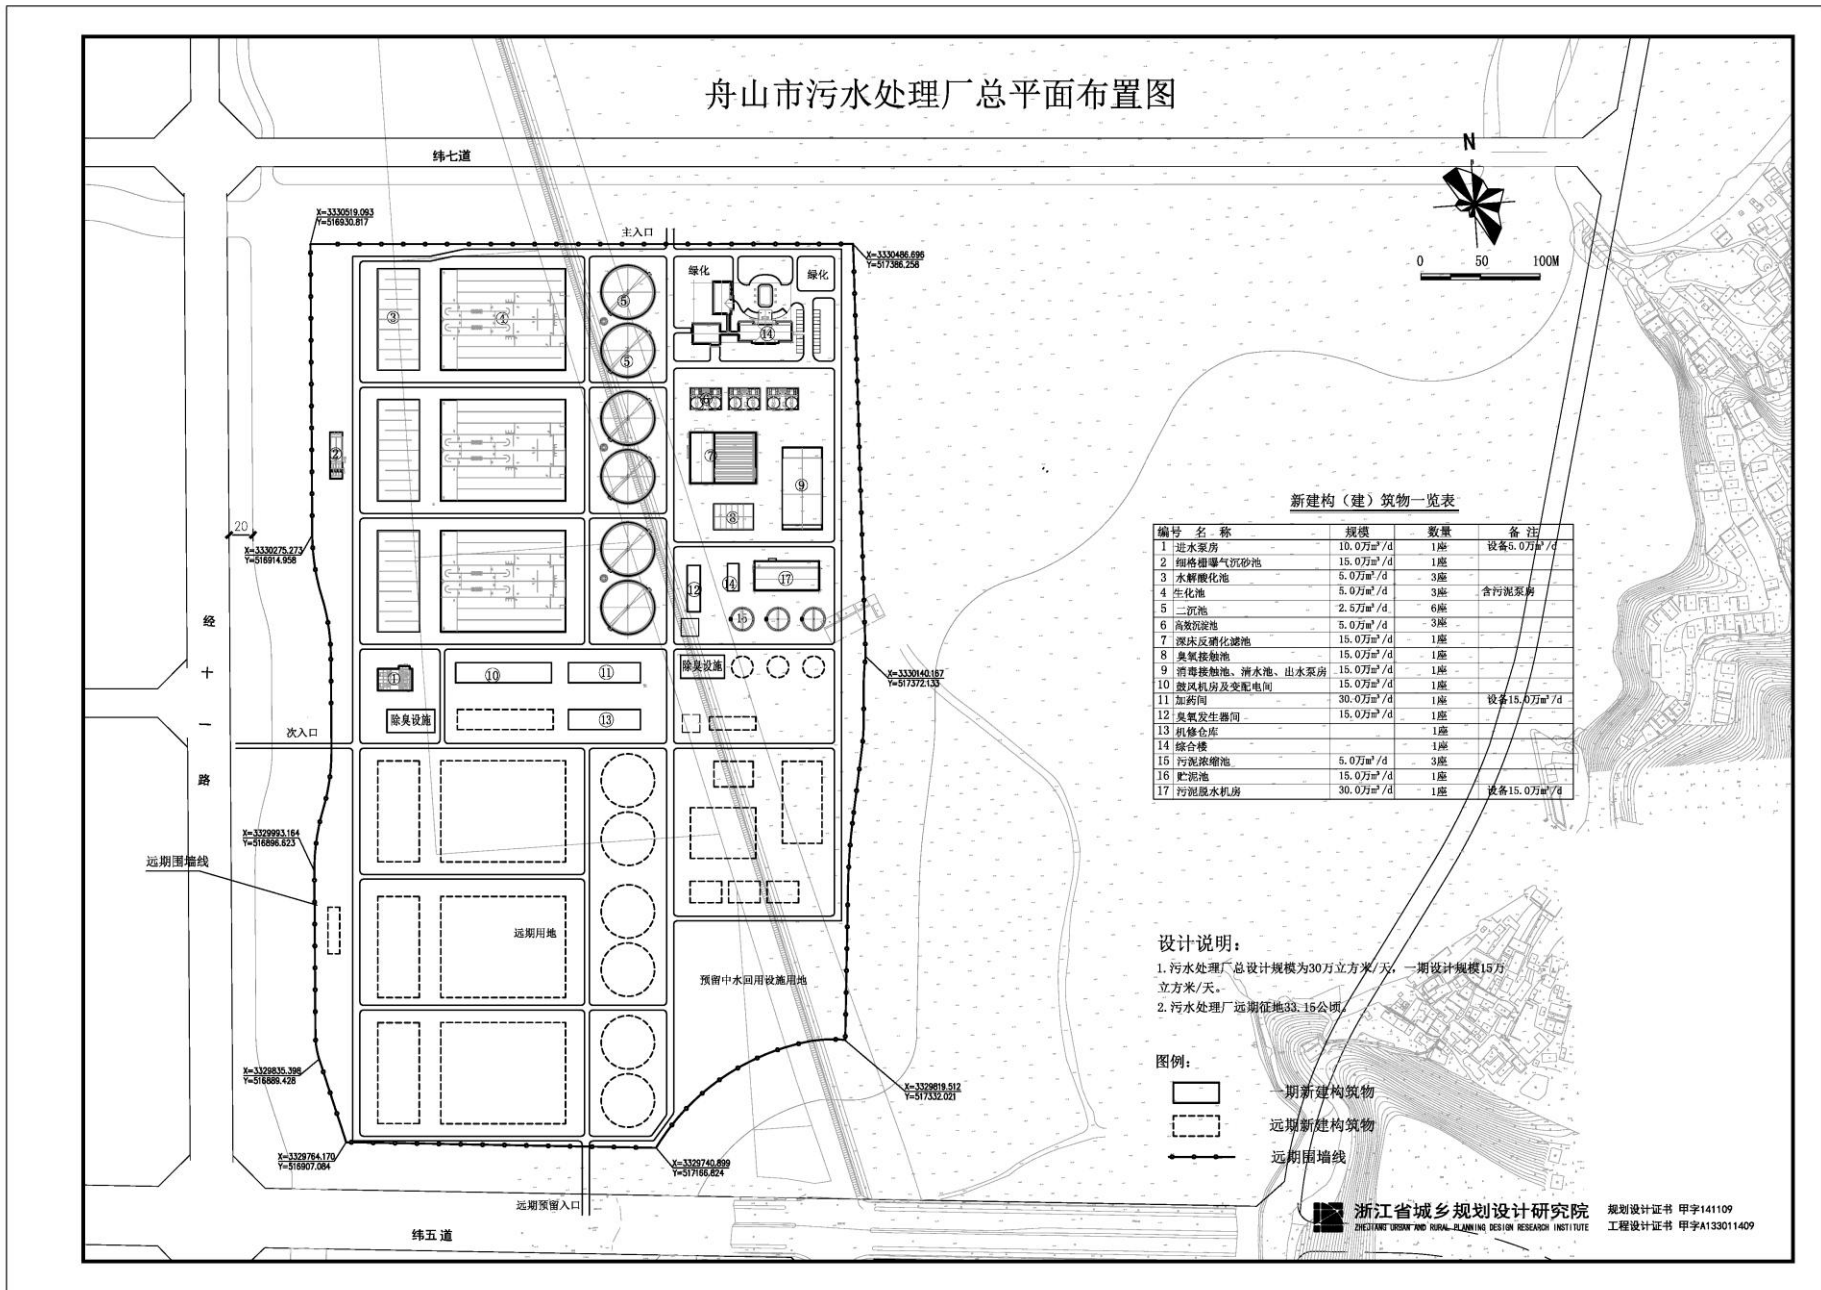 舟山市污水处理厂总平面布置图
纬七道
N
0 50 100M
X=3330519.093
Y=516930.817
主入口
X=3330486.696
Y=517386.256
绿化
绿化
③
④
⑤
⑤
⑭
②
⑥
⑦
⑨
⑧
20
X=3330275.273
Y=516914.958
⑫
⑭
⑰
⑮
经十一路
①
⑩
⑪
除臭设施
X=3330140.167
Y=517372.133
除臭设施
⑬
次入口
X=3329993.164
Y=516896.623
远期围墙线
远期用地
预留中水回用设施用地
X=3329835.398
Y=516889.428
X=3329819.512
Y=517332.021
X=3329764.170
Y=516907.084
X=3329740.899
Y=517166.624
远期预留入口
纬五道
新建构（建）筑物一览表
编号 名称 规模 数量 备注
1 进水泵房 10.0万m³/d 1座 设备5.0万m³/d
2 细格栅曝气沉砂池 15.0万m³/d 1座
3 水解酸化池 5.0万m³/d 3座
4 生化池 5.0万m³/d 3座 含污泥泵房
5 二沉池 2.5万m³/d 6座
6 高效沉淀池 5.0万m³/d 3座
7 深床反硝化滤池 15.0万m³/d 1座
8 臭氧接触池 15.0万m³/d 1座
9 消毒接触池、清水池、出水泵房 15.0万m³/d 1座
10 鼓风机房及变配电间 15.0万m³/d 1座
11 加药间 30.0万m³/d 1座 设备15.0万m³/d
12 臭氧发生器间 15.0万m³/d 1座
13 机修仓库 1座
14 综合楼 1座
15 污泥浓缩池 5.0万m³/d 3座
16 贮泥池 15.0万m³/d 1座
17 污泥脱水机房 30.0万m³/d 1座 设备15.0万m³/d
设计说明：
1.污水处理厂总设计规模为30万立方米/天，一期设计规模15万
立方米/天。
2.污水处理厂远期征地33.15公顷。
图例：
一期新建构筑物
远期新建构筑物
远期围墙线
浙江省城乡规划设计研究院
ZHEJIANG URBAN AND RURAL PLANNING DESIGN RESEARCH INSTITUTE
规划设计证书 甲字141109
工程设计证书 甲字A133011409